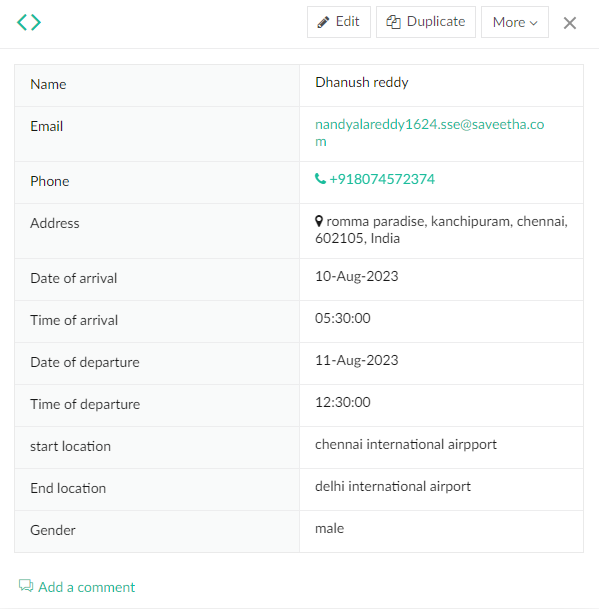 Edit
Duplicate
More
Name
Dhanush reddy
Email
nandyalareddy1624.sse@saveetha.co
m
Phone
+918074572374
Address
romma paradise, kanchipuram, chennai,
602105, India
Date of arrival
10-Aug-2023
Time of arrival
05:30:00
Date of departure
11-Aug-2023
Time of departure
12:30:00
start location
chennai international airpport
End location
delhi international airport
Gender
male
Add a comment